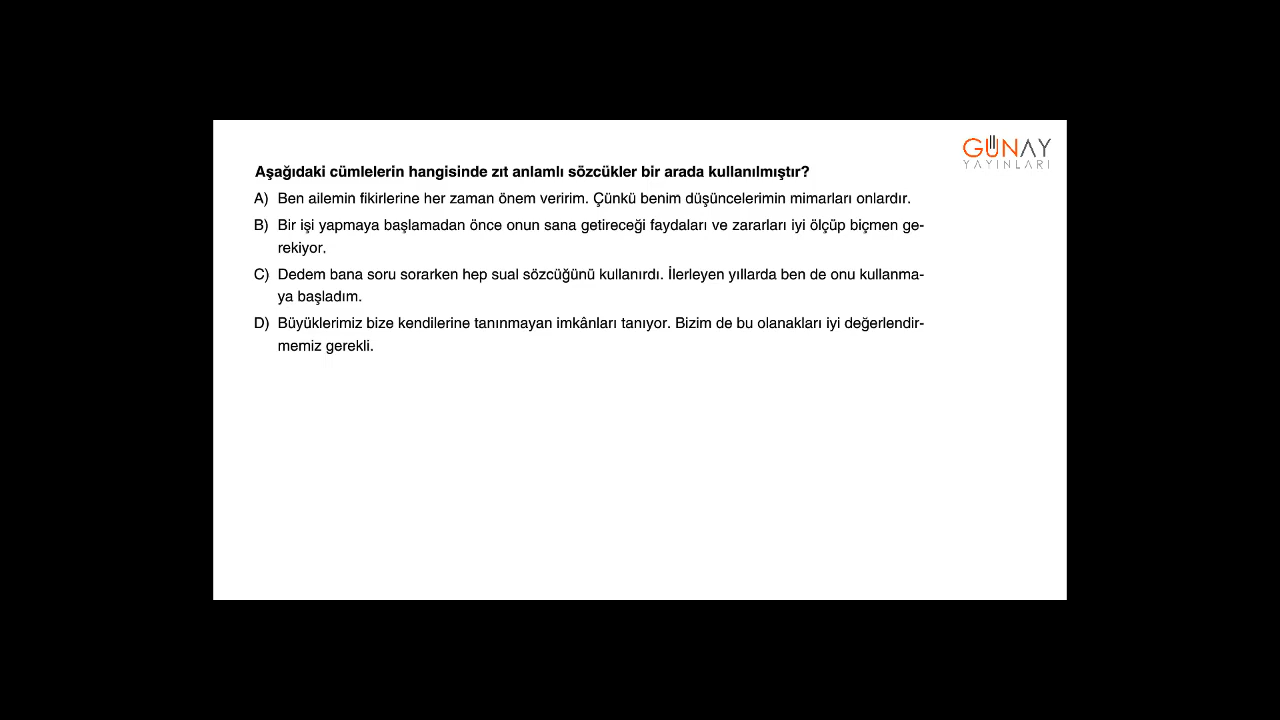 GÜNAY
YAYINLARI
Aşağıdaki cümlelerin hangisinde zıt anlamlı sözcükler bir arada kullanılmıştır?
A) Ben ailemin fikirlerine her zaman önem veririm. Çünkü benim düşüncelerimin mimarları onlardır.
B) Bir işi yapmaya başlamadan önce onun sana getireceği faydaları ve zararları iyi ölçüp biçmen ge-
rekiyor.
C) Dedem bana soru sorarken hep sual sözcüğünü kullanırdı. İlerleyen yıllarda ben de onu kullanma-
ya başladım.
D) Büyüklerimiz bize kendilerine tanınmayan imkânları tanıyor. Bizim de bu olanakları iyi değerlendir-
memiz gerekli.